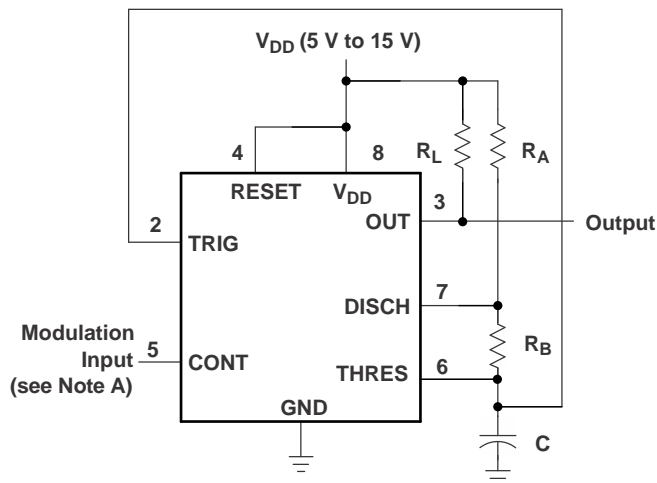 V_DD (5 V to 15 V)
4
8
R_L
R_A
RESET
V_DD
3
2
OUT
Output
TRIG
7
DISCH
Modulation
Input
(see Note A)
5
CONT
R_B
6
THRES
GND
C